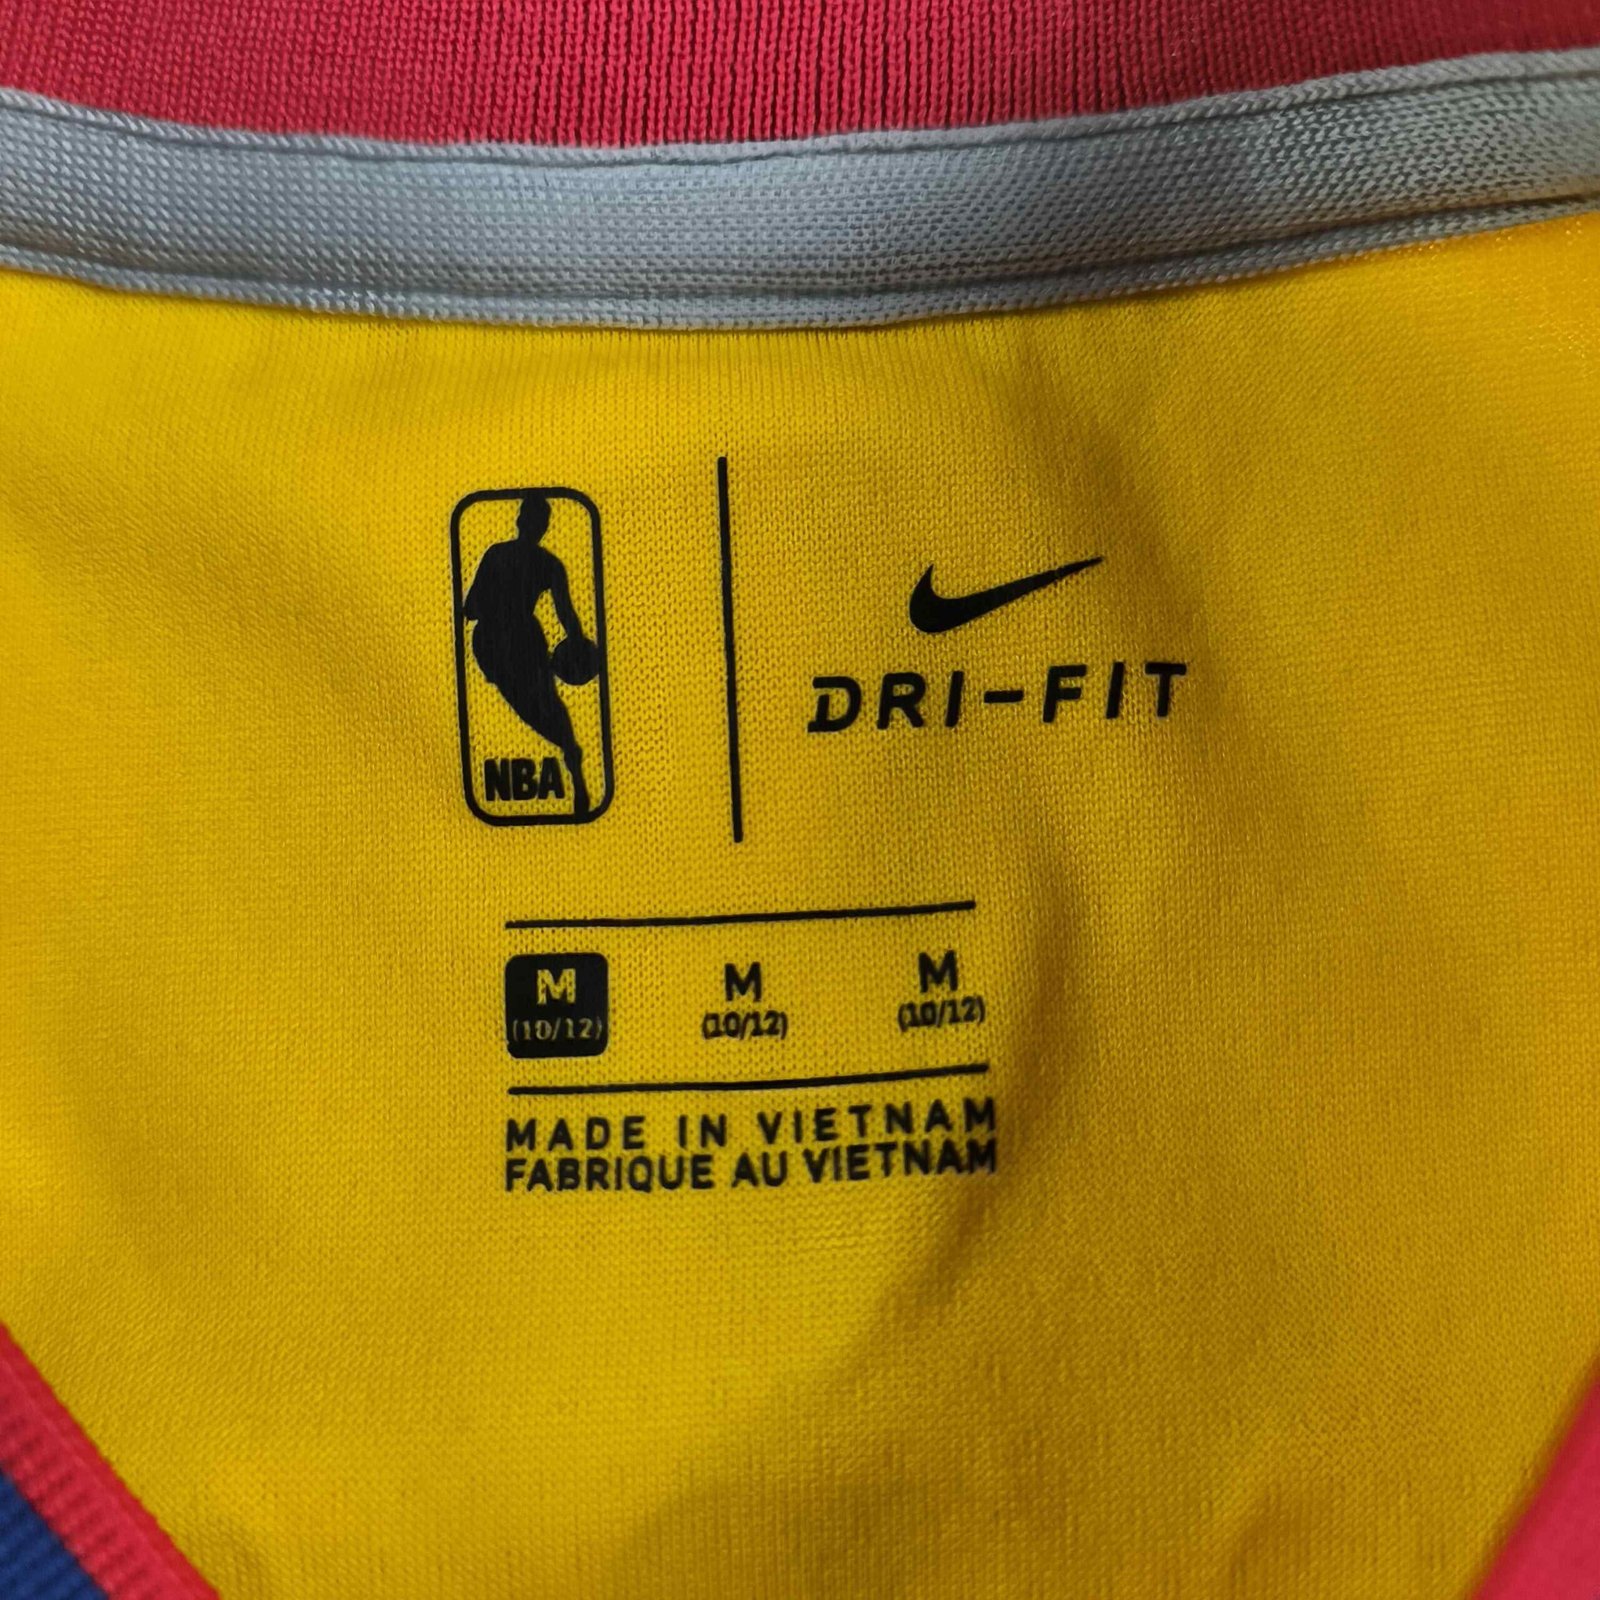 NBA
DRI-FIT
M M M
(10/12) (10/12) (10/12)
MADE IN VIETNAM
FABRIQUE AU VIETNAM